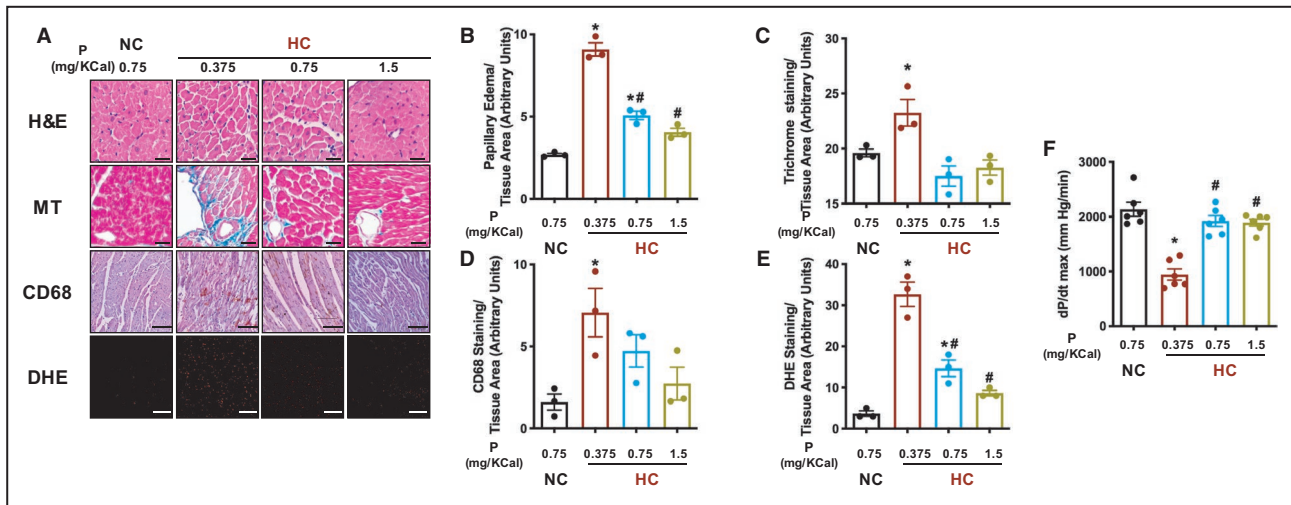 A
P
(mg/KCal)
NC
HC
0.75
0.375
0.75
1.5
H&E
MT
CD68
DHE
B
Papillary Edema/
Tissue Area (Arbitrary Units)
10
5
0
*
*#
#
P
(mg/KCal)
0.75
0.375
0.75
1.5
NC
HC
C
Trichrome staining/
Tissue Area (Arbitrary Units)
30
25
20
15
*
P
(mg/KCal)
0.75
0.375
0.75
1.5
NC
HC
D
CD68 Staining/
Tissue Area (Arbitrary Units)
10
5
0
*
P
(mg/KCal)
0.75
0.375
0.75
1.5
NC
HC
E
DHE Staining/
Tissue Area (Arbitrary Units)
40
30
20
10
0
*
*#
#
P
(mg/KCal)
0.75
0.375
0.75
1.5
NC
HC
F
dP/dt max (mm Hg/min)
3000
2000
1000
0
*
#
#
P
(mg/KCal)
0.75
0.375
0.75
1.5
NC
HC